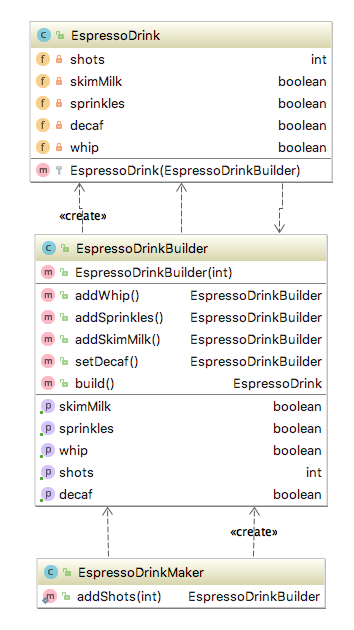 EspressoDrink
shots int
skimMilk boolean
sprinkles boolean
decaf boolean
whip boolean
EspressoDrink(EspressoDrinkBuilder)
«create»
EspressoDrinkBuilder
EspressoDrinkBuilder(int)
addWhip() EspressoDrinkBuilder
addSprinkles() EspressoDrinkBuilder
addSkimMilk() EspressoDrinkBuilder
setDecaf() EspressoDrinkBuilder
build() EspressoDrink
skimMilk boolean
sprinkles boolean
whip boolean
shots int
decaf boolean
«create»
EspressoDrinkMaker
addShots(int) EspressoDrinkBuilder